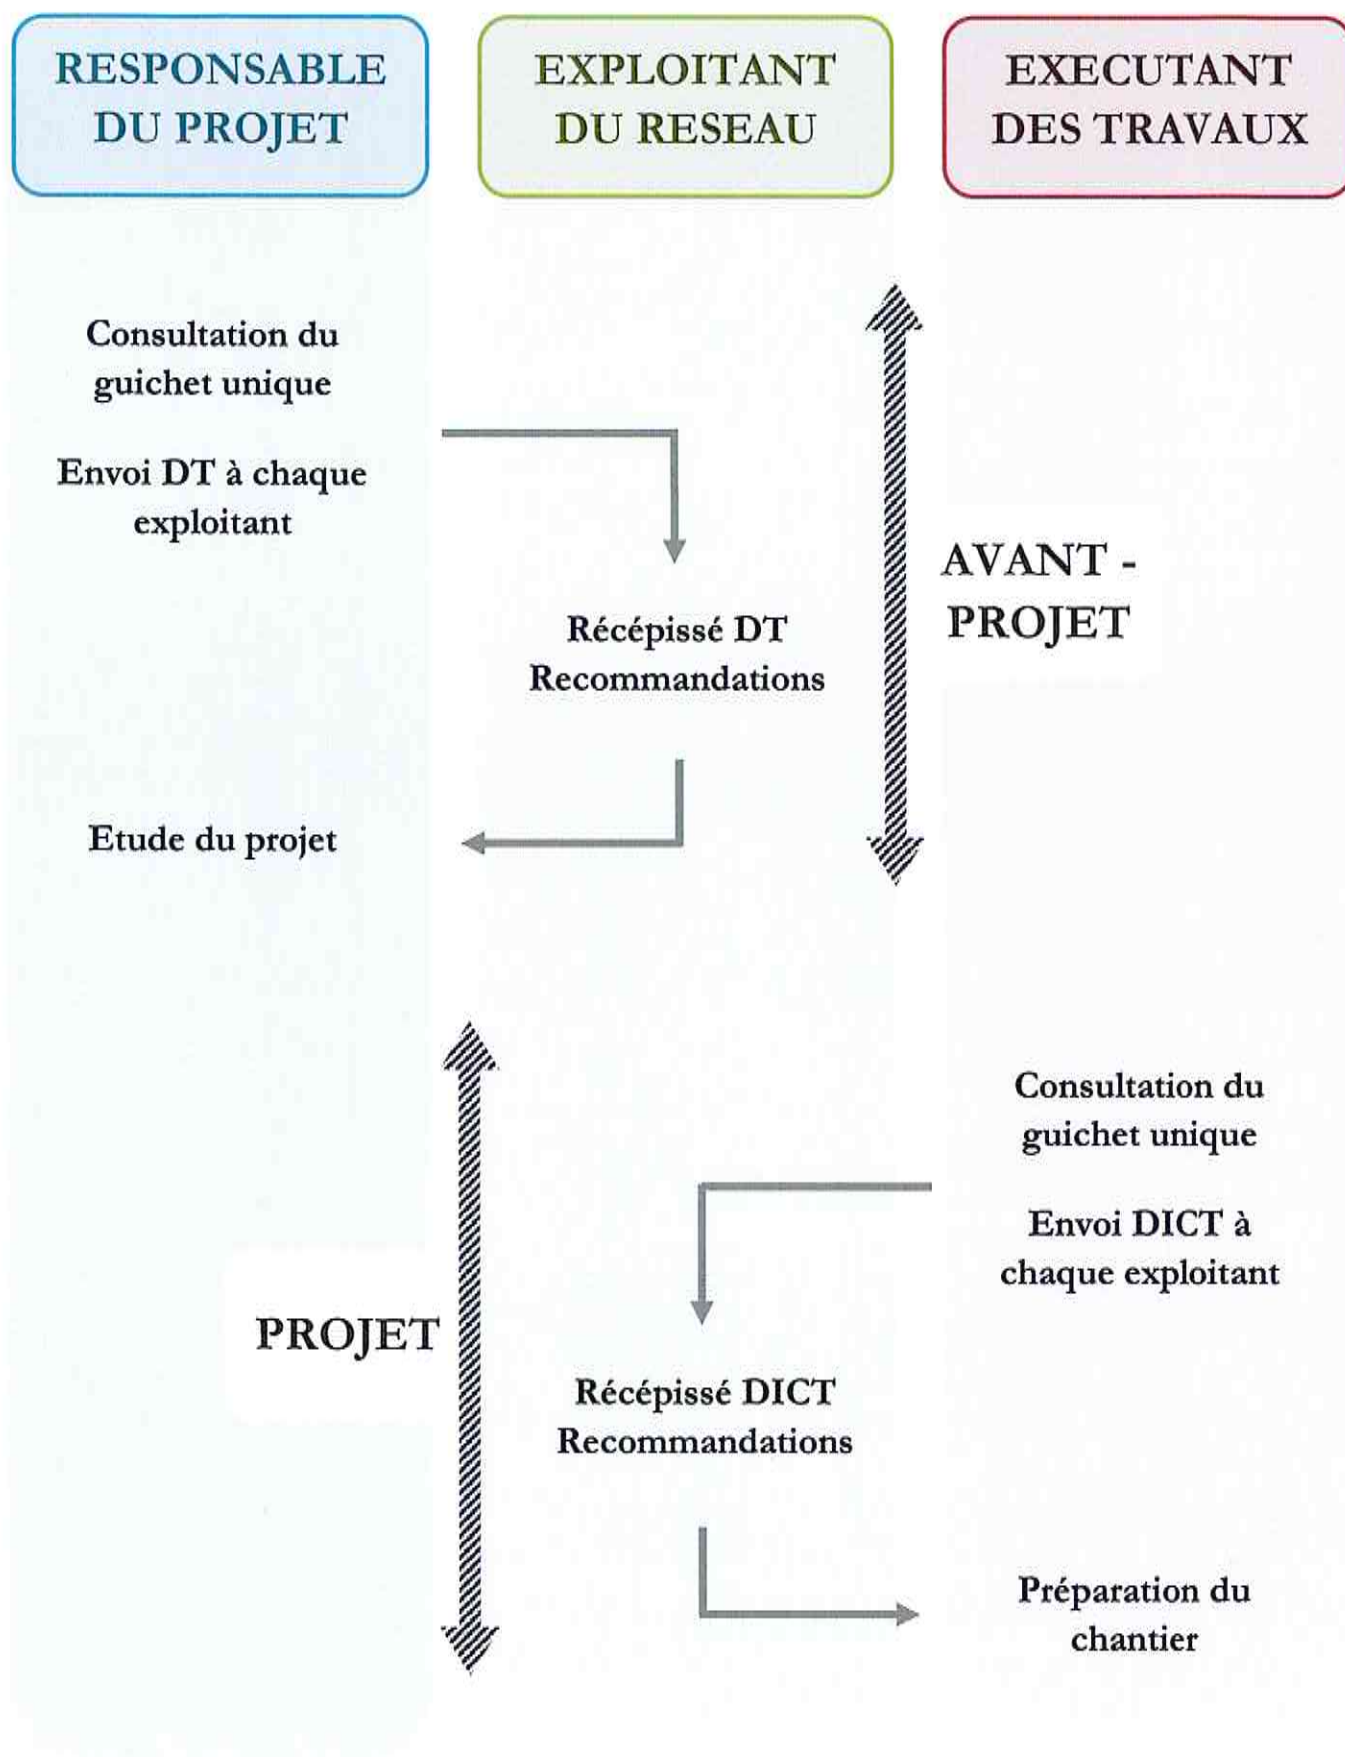 RESPONSABLE
DU PROJET
EXPLOITANT
DU RESEAU
EXECUTANT
DES TRAVAUX
Consultation du
guichet unique
Envoi DT à chaque
exploitant
AVANT -
PROJET
Récépissé DT
Recommandations
Etude du projet
Consultation du
guichet unique
Envoi DICT à
chaque exploitant
PROJET
Récépissé DICT
Recommandations
Préparation du
chantier